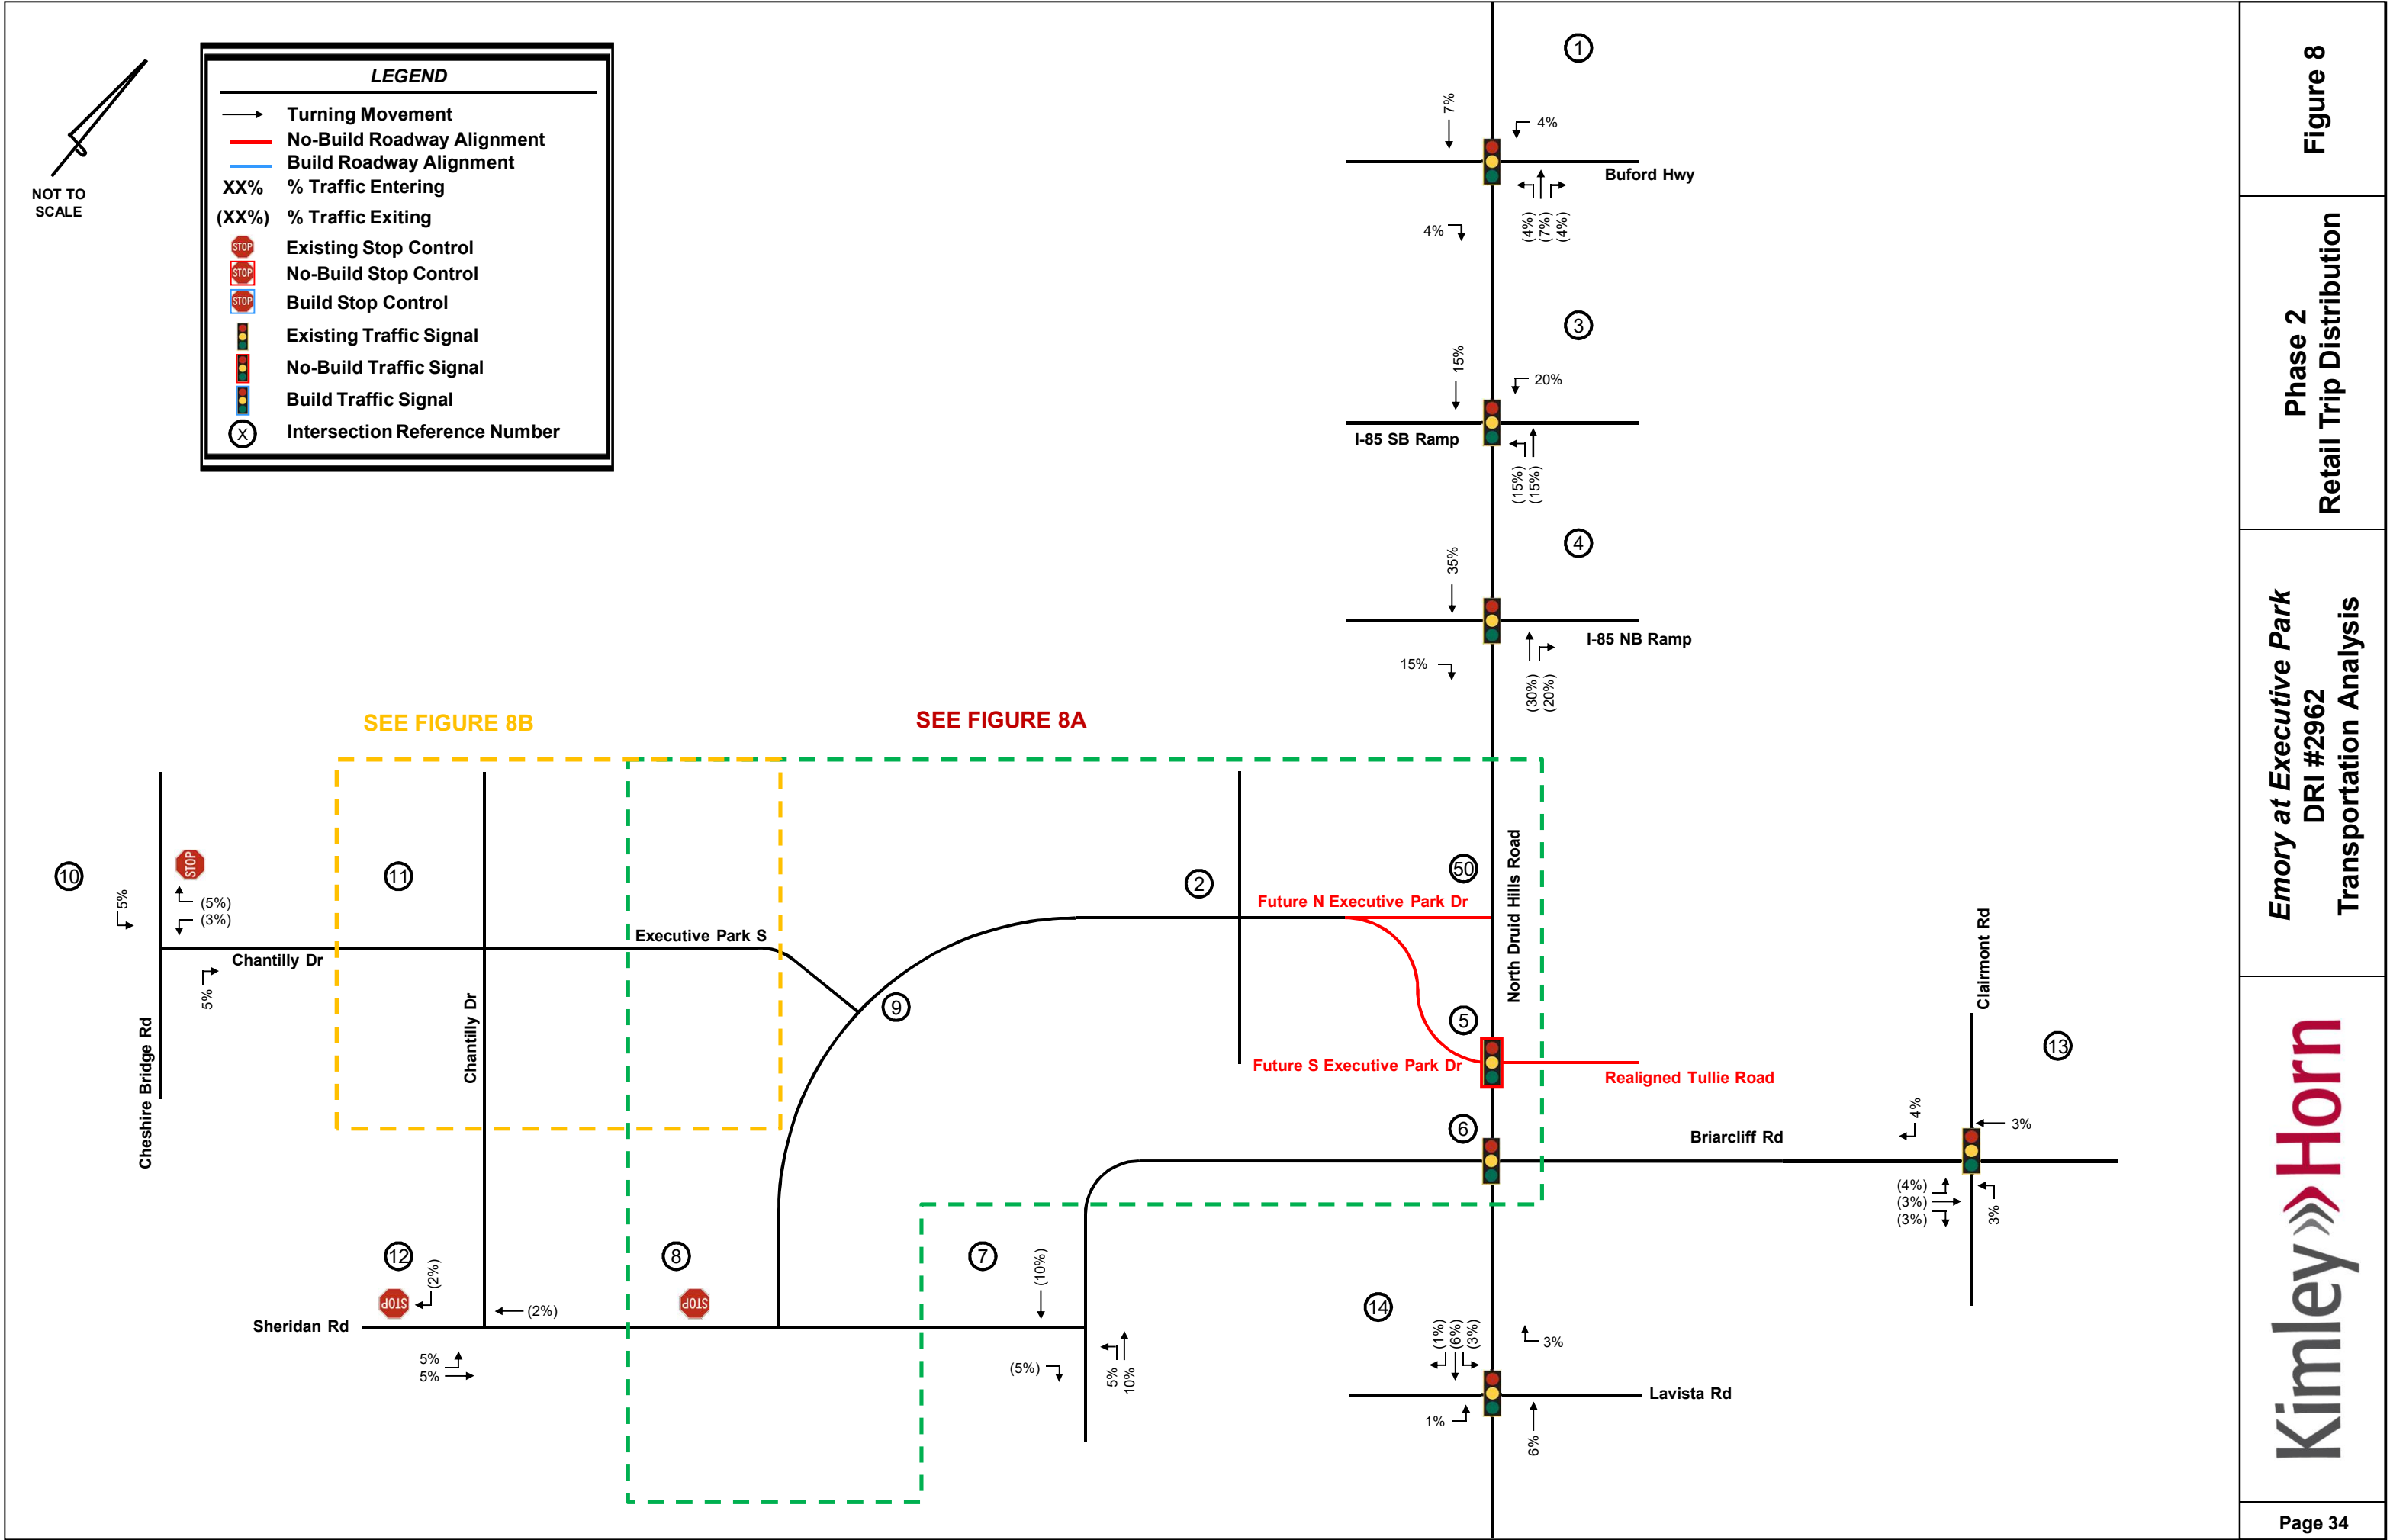 NOT TO
SCALE
LEGEND
Turning Movement
No-Build Roadway Alignment
Build Roadway Alignment
XX% % Traffic Entering
(XX%) % Traffic Exiting
STOP Existing Stop Control
STOP No-Build Stop Control
STOP Build Stop Control
Existing Traffic Signal
No-Build Traffic Signal
Build Traffic Signal
X Intersection Reference Number
1
7%
4%
Buford Hwy
(4%)
(7%)
(4%)
4%
3
15%
20%
I-85 SB Ramp
(15%)
(15%)
4
35%
I-85 NB Ramp
15%
(30%)
(20%)
SEE FIGURE 8B
SEE FIGURE 8A
10
5%
STOP
(5%)
(3%)
Chantilly Dr
5%
Cheshire Bridge Rd
11
Chantilly Dr
Executive Park S
9
2
50
Future N Executive Park Dr
North Druid Hills Road
5
Future S Executive Park Dr
Realigned Tullie Road
6
Briarcliff Rd
Clairmont Rd
13
4%
3%
(4%)
(3%)
(3%)
3%
12
STOP
(2%)
(2%)
Sheridan Rd
5%
5%
8
STOP
7
(10%)
(5%)
5%
10%
14
(1%)
(6%)
(3%)
3%
Lavista Rd
1%
6%
Figure 8
Phase 2
Retail Trip Distribution
Emory at Executive Park
DRI #2962
Transportation Analysis
Kimley»Horn
Page 34